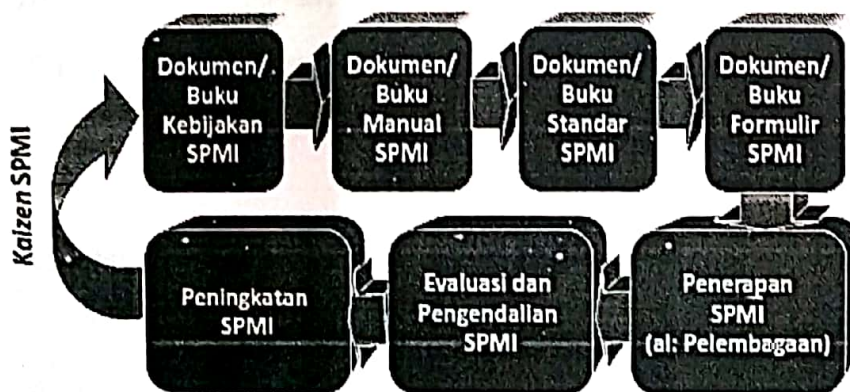 Kaizen SPMI
Dokumen/
Buku
Kebijakan
SPMI
Dokumen/
Buku
Manual
SPMI
Dokumen/
Buku
Standar
SPMI
Dokumen/
Buku
Formulir
SPMI
Penerapan
SPMI
(al: Pelembagaan)
Evaluasi dan
Pengendalian
SPMI
Peningkatan
SPMI